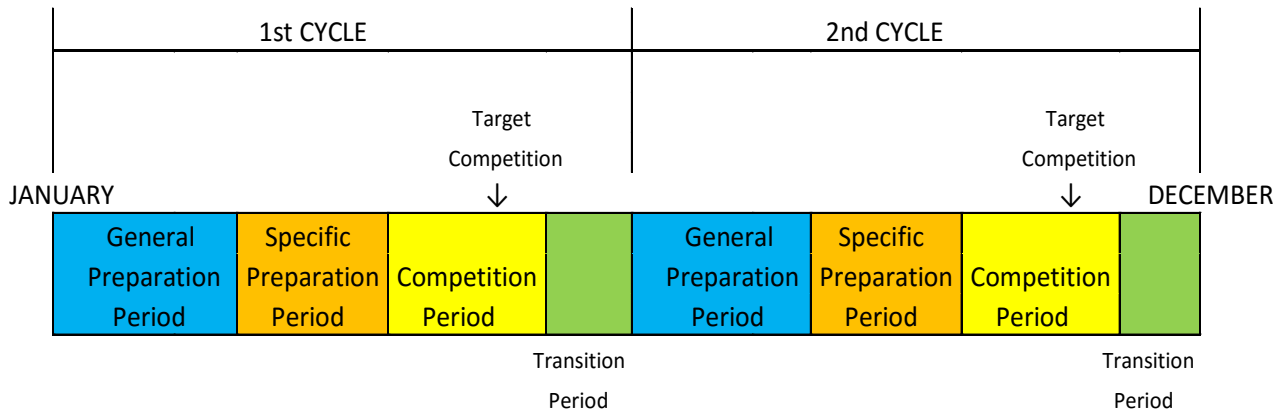 1st CYCLE 2nd CYCLE
Target Target
Competition Competition
JANUARY ↓ ↓ DECEMBER
General Specific General Specific
Preparation Preparation Competition Preparation Preparation Competition
Period Period Period Period Period Period
Transition Transition
Period Period